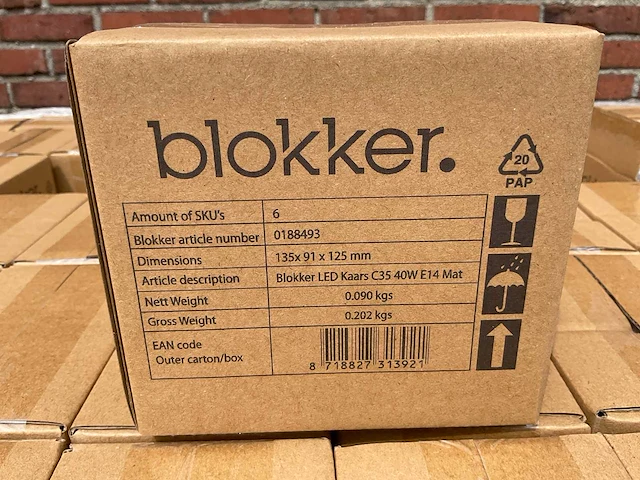 blokker.
20
PAP
Amount of SKU's 6
Blokker article number 0188493
Dimensions 135x 91 x 125 mm
Article description Blokker LED Kaars C35 40W E14 Mat
Nett Weight 0.090 kgs
Gross Weight 0.202 kgs
EAN code
Outer carton/box
8 718827 313921